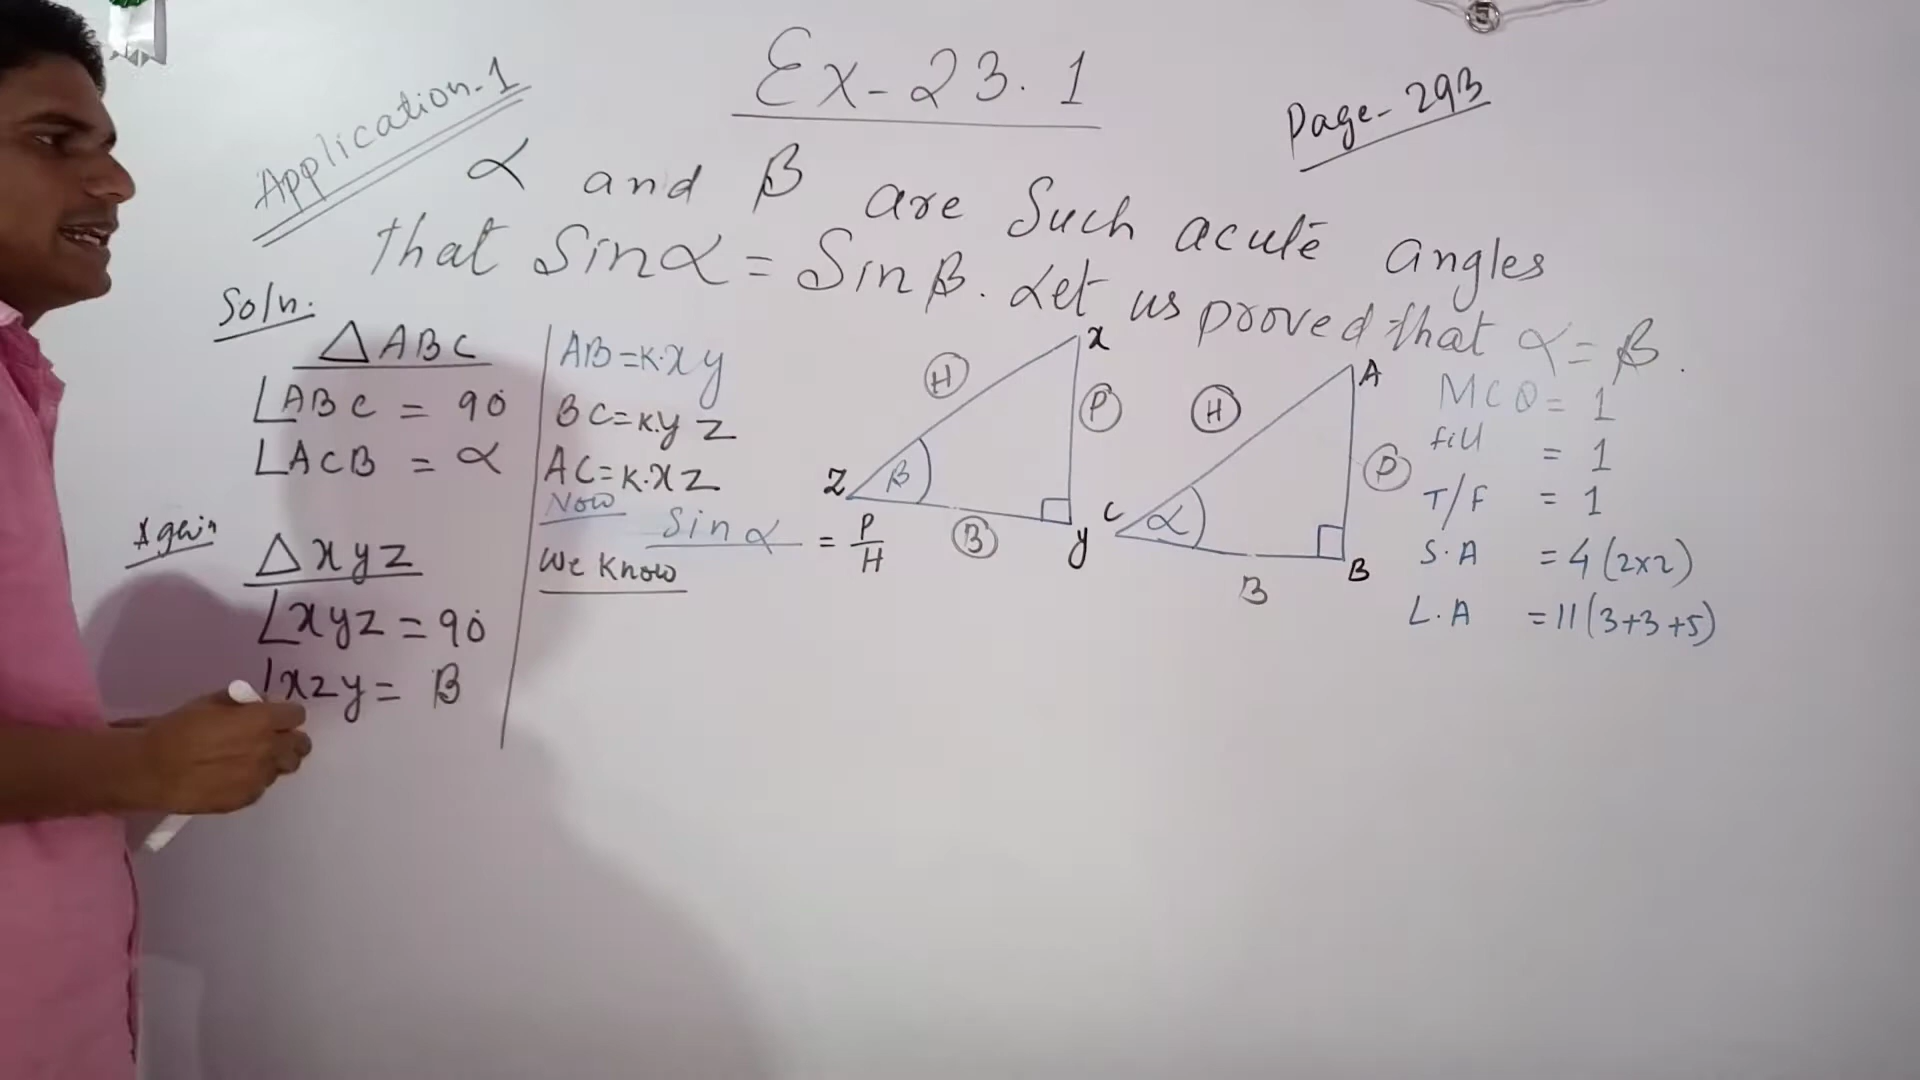 Application-1
Ex-23.1
Page-293
α and β are such acute angles
that Sinα = Sinβ. Let us proved that α = β.
Soln.
△ABC
∠ABC = 90°
∠ACB = α
Again
△xyz
∠xyz = 90°
∠xzy = β
AB=K.xy
BC=K.yz
AC=K.xz
Now
Sinα = P/H
We Know
x
H
P
Z
β
B
y
A
H
P
C
α
B
B
MCQ = 1
fill = 1
T/F = 1
S.A = 4(2x2)
L.A = 11(3+3+5)